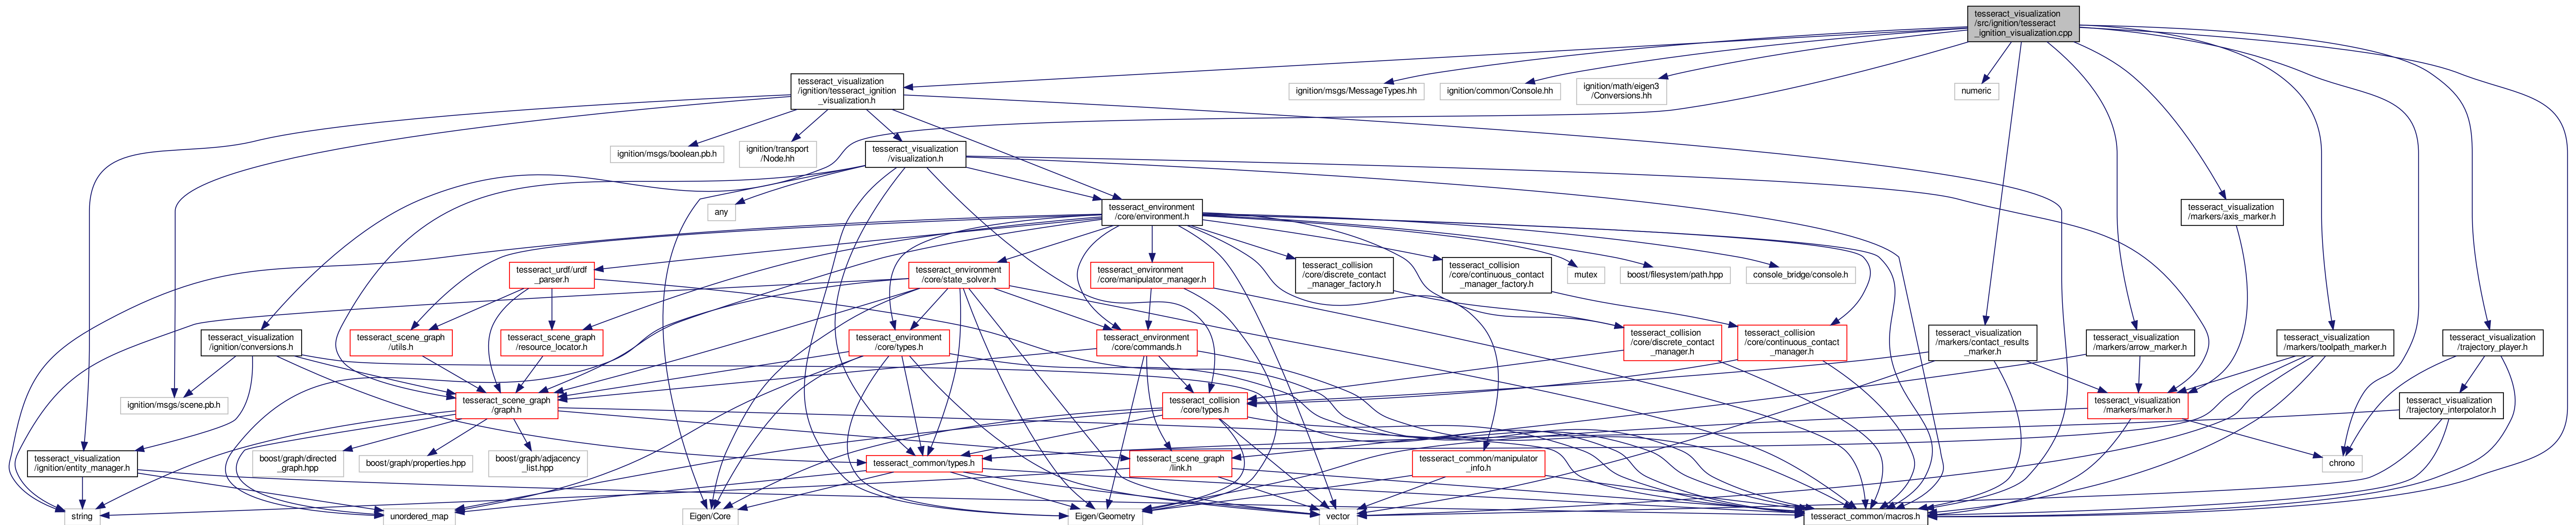 tesseract_visualization
/src/ignition/tesseract
_ignition_visualization.cpp
tesseract_visualization
/ignition/tesseract_ignition
_visualization.h
ignition/msgs/MessageTypes.hh
ignition/common/Console.hh
ignition/math/eigen3
/Conversions.hh
numeric
ignition/msgs/boolean.pb.h
ignition/transport
/Node.hh
tesseract_visualization
/visualization.h
any
tesseract_environment
/core/environment.h
tesseract_visualization
/markers/axis_marker.h
tesseract_urdf/urdf
_parser.h
tesseract_environment
/core/state_solver.h
tesseract_environment
/core/manipulator_manager.h
tesseract_collision
/core/discrete_contact
_manager_factory.h
tesseract_collision
/core/continuous_contact
_manager_factory.h
mutex
boost/filesystem/path.hpp
console_bridge/console.h
tesseract_visualization
/ignition/conversions.h
tesseract_scene_graph
/utils.h
tesseract_scene_graph
/resource_locator.h
tesseract_environment
/core/types.h
tesseract_environment
/core/commands.h
tesseract_collision
/core/discrete_contact
_manager.h
tesseract_collision
/core/continuous_contact
_manager.h
tesseract_visualization
/markers/contact_results
_marker.h
tesseract_visualization
/markers/arrow_marker.h
tesseract_visualization
/markers/toolpath_marker.h
tesseract_visualization
/trajectory_player.h
ignition/msgs/scene.pb.h
tesseract_scene_graph
/graph.h
tesseract_collision
/core/types.h
tesseract_visualization
/markers/marker.h
tesseract_visualization
/trajectory_interpolator.h
tesseract_visualization
/ignition/entity_manager.h
boost/graph/directed
_graph.hpp
boost/graph/properties.hpp
boost/graph/adjacency
_list.hpp
tesseract_common/types.h
tesseract_scene_graph
/link.h
tesseract_common/manipulator
_info.h
chrono
string
unordered_map
Eigen/Core
Eigen/Geometry
vector
tesseract_common/macros.h